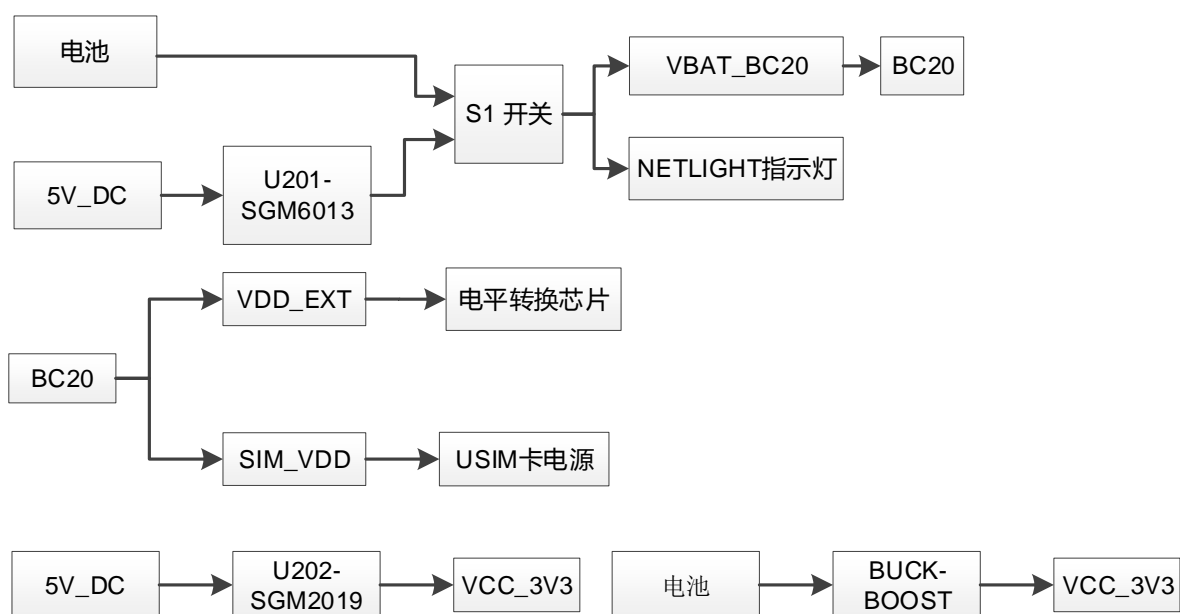 电池
S1 开关
VBAT_BC20
BC20
NETLIGHT指示灯
5V_DC
U201-
SGM6013
VDD_EXT
电平转换芯片
BC20
SIM_VDD
USIM卡电源
5V_DC
U202-
SGM2019
VCC_3V3
电池
BUCK-
BOOST
VCC_3V3